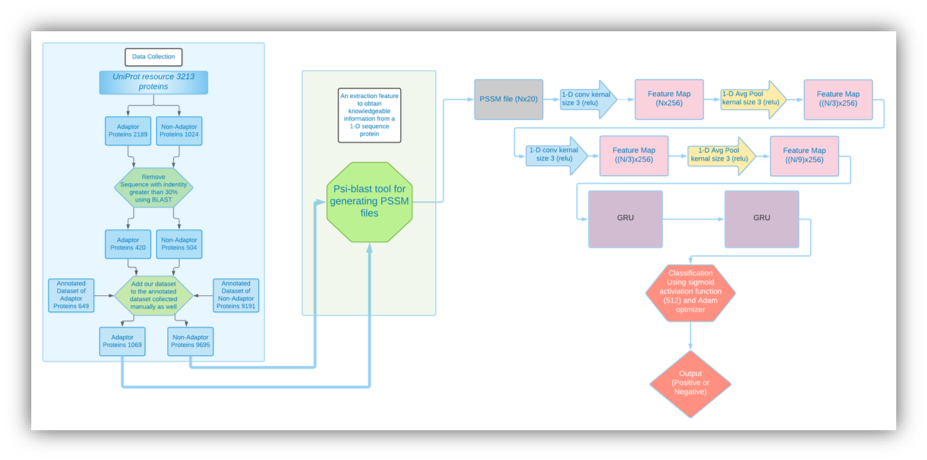 Data Collection
UniProt resource 3213
proteins
Adaptor
Proteins 2189
Non-Adaptor
Proteins 1024
Remove
Sequence with indentity
greater than 30%
using BLAST
Adaptor
Proteins 420
Non-Adaptor
Proteins 504
Annotated
Dataset of
Adaptor
Proteins 649
Add our dataset
to the annotated
dataset collected
manually as well
Annotated
Dataset of
Non-Adaptor
Proteins 9191
Adaptor
Proteins 1069
Non-Adaptor
Proteins 9695
An extraction feature
to obtain
knowledgeable
information from a
1-D sequence
protein
Psi-blast tool for
generating PSSM
files
PSSM file (Nx20)
1-D conv kernal
size 3 (relu)
Feature Map
(Nx256)
1-D Avg Pool
kernal size 3 (relu)
Feature Map
((N/3)x256)
1-D conv kernel
size 3 (relu)
Feature Map
((N/3)x256)
1-D Avg Pool
kernel size 3 (relu)
Feature Map
((N/9)x256)
GRU
GRU
Classification
Using sigmoid
activiation function
(512) and Adam
optmizer
Output
(Positive or
Negative)